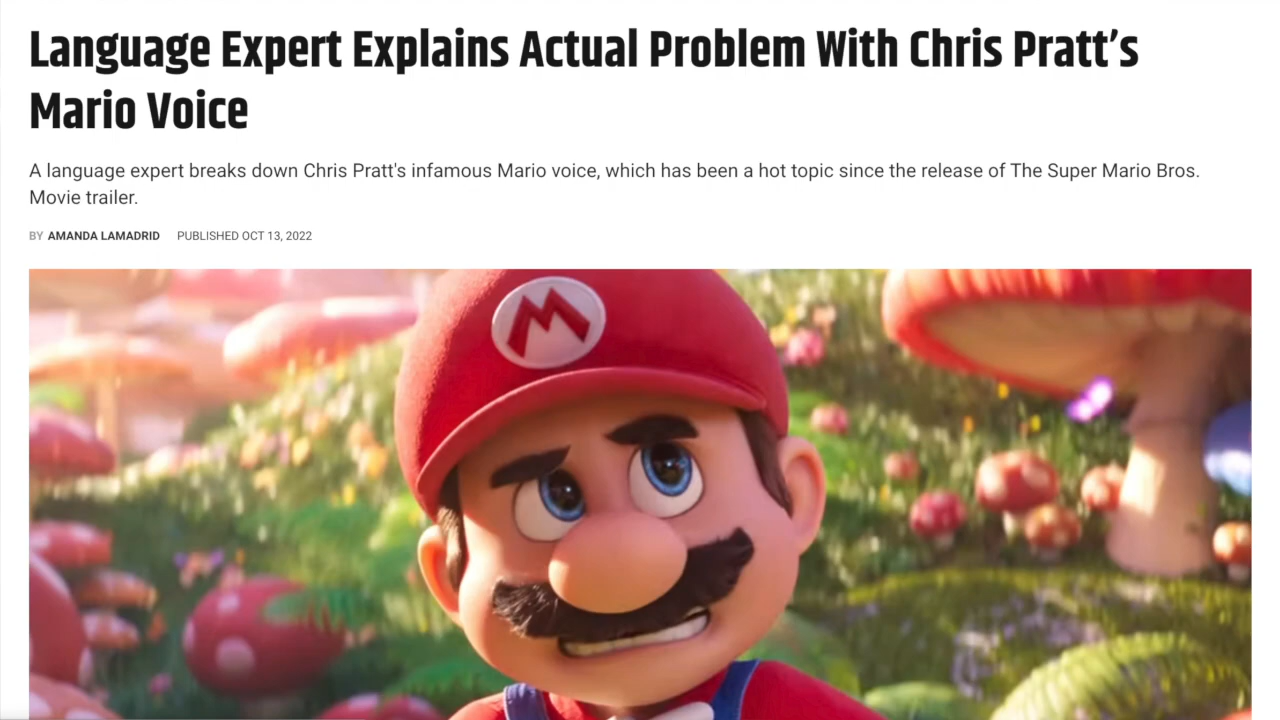 Language Expert Explains Actual Problem With Chris Pratt’s
Mario Voice
A language expert breaks down Chris Pratt's infamous Mario voice, which has been a hot topic since the release of The Super Mario Bros.
Movie trailer.
BY AMANDA LAMADRID PUBLISHED OCT 13, 2022
M